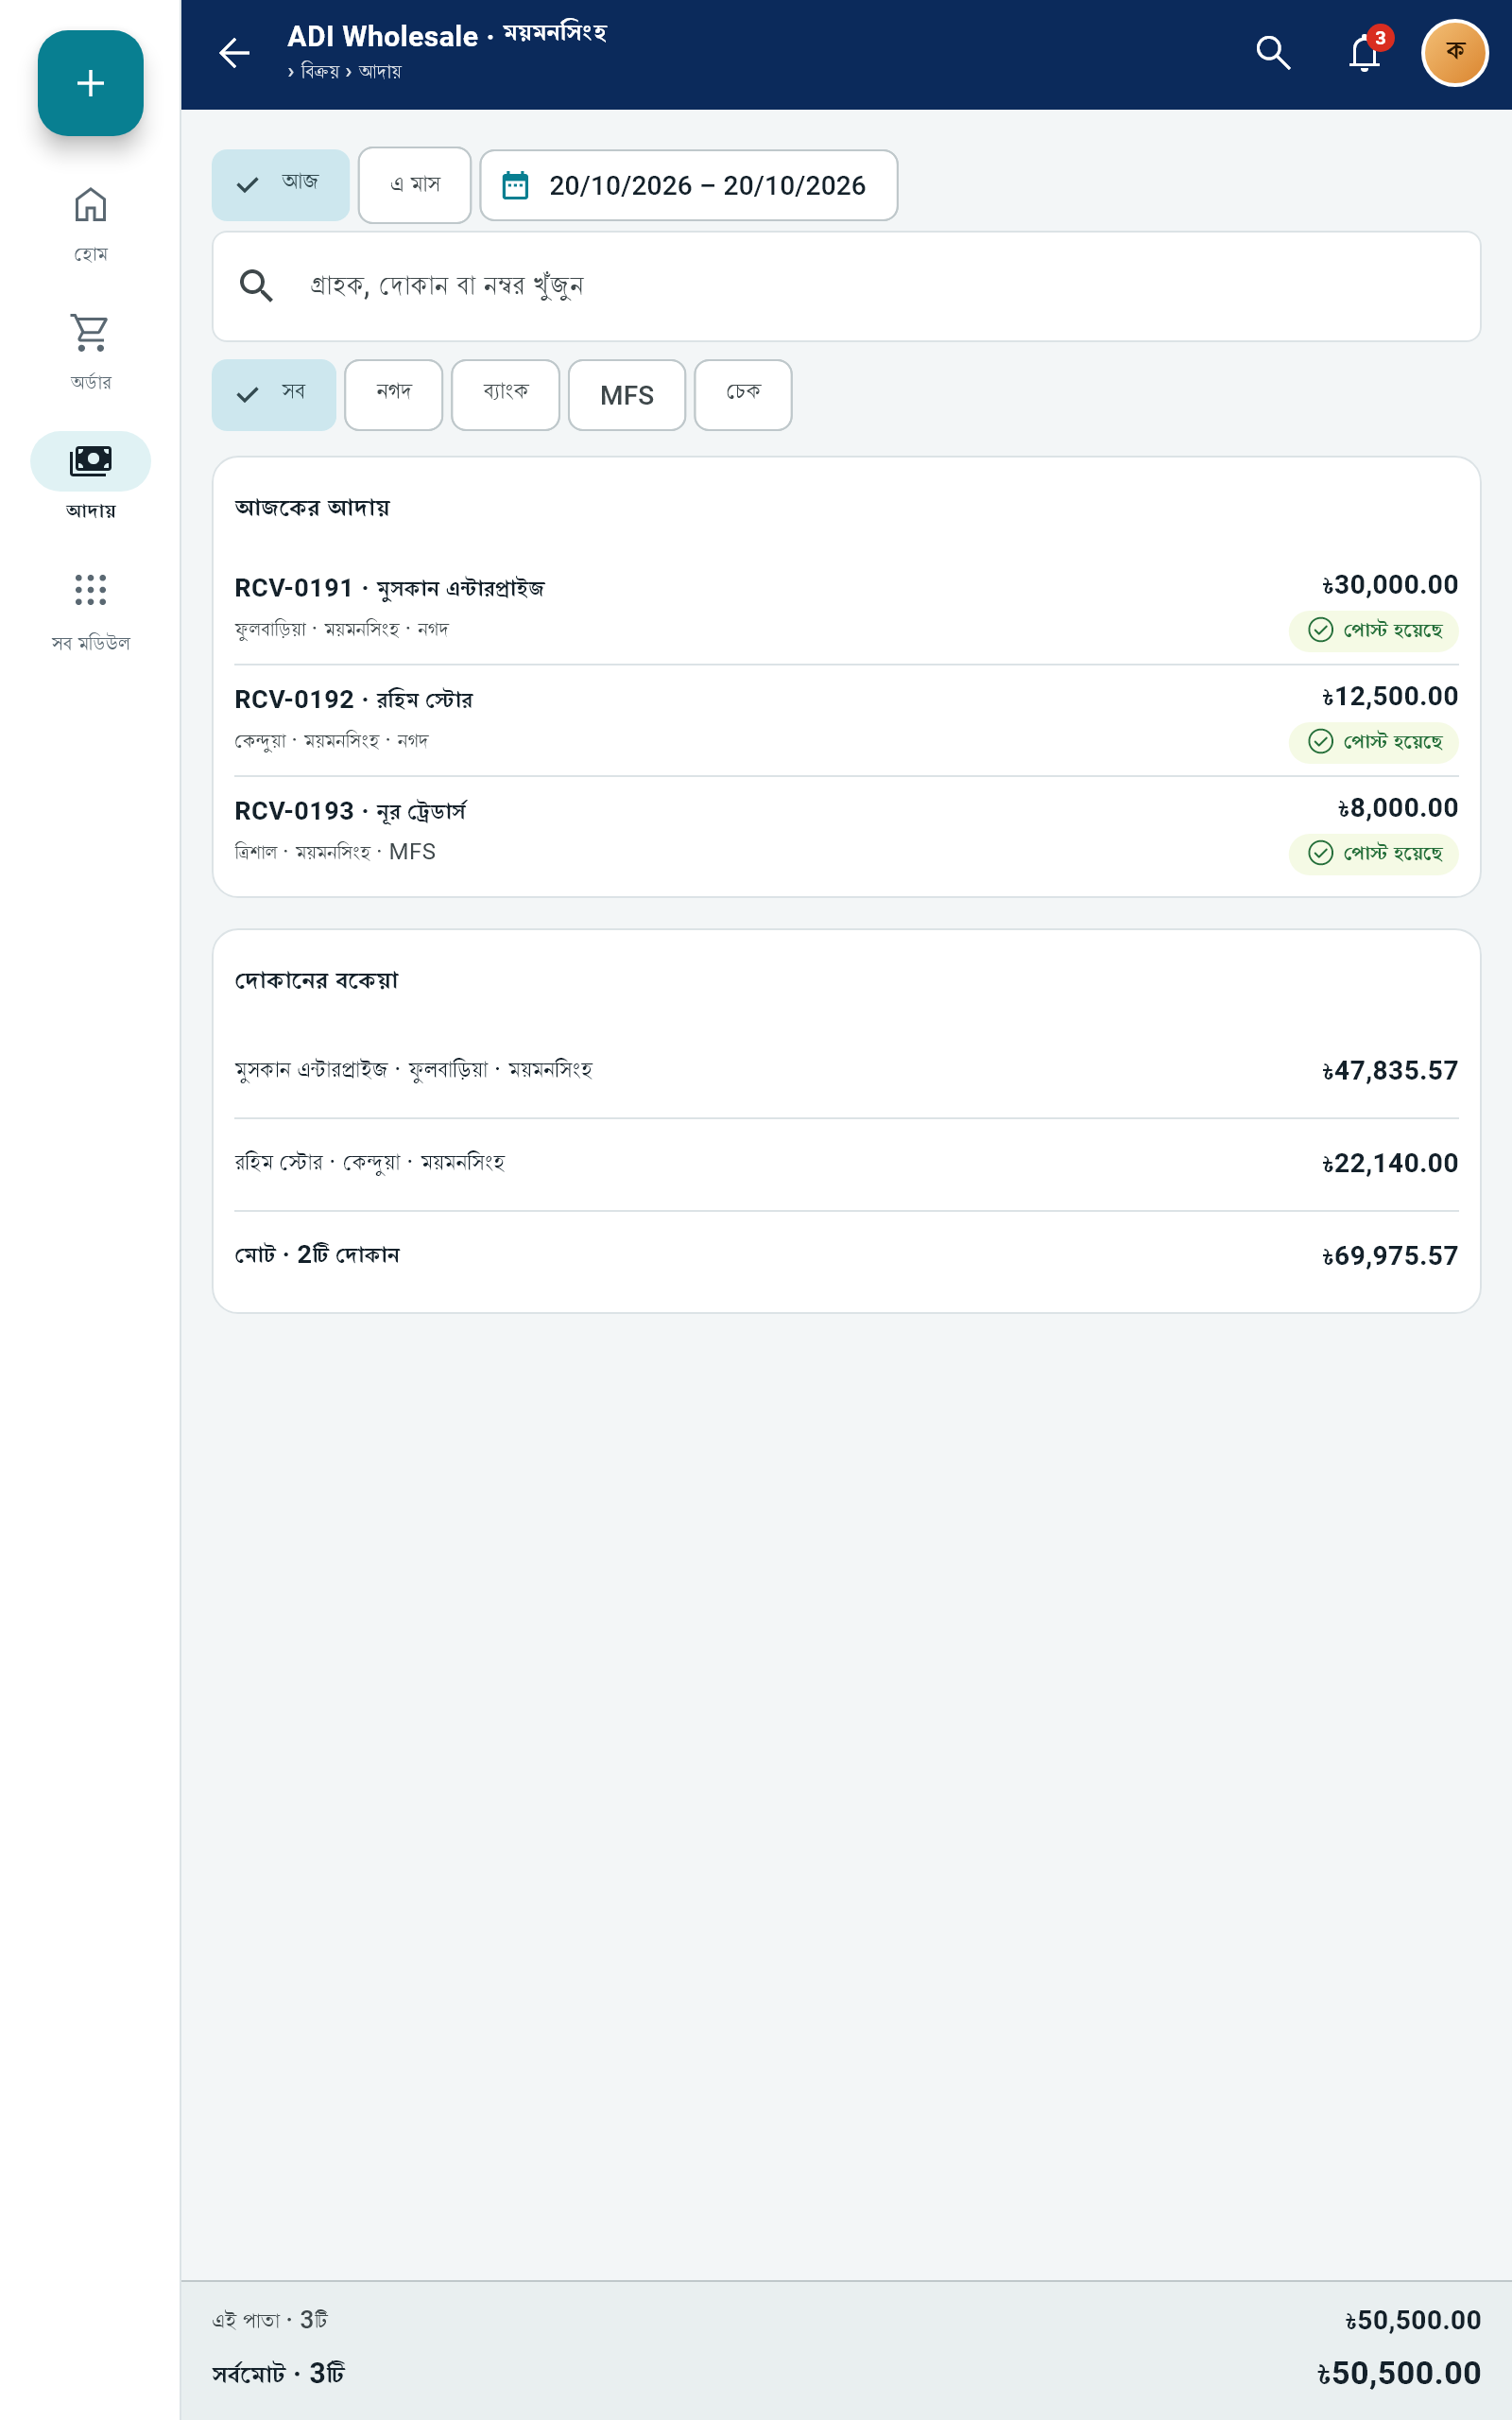 ADI Wholesale · ময়মনসিংহ
› বিক্রয় › আদায়
3
ক
হোম
অর্ডার
আদায়
সব মডিউল
আজ
এ মাস
20/10/2026 – 20/10/2026
গ্রাহক, দোকান বা নম্বর খুঁজুন
সব
নগদ
ব্যাংক
MFS
চেক
আজকের আদায়
RCV-0191 · মুসকান এন্টারপ্রাইজ
৳30,000.00
ফুলবাড়িয়া · ময়মনসিংহ · নগদ
পোস্ট হয়েছে
RCV-0192 · রহিম স্টোর
৳12,500.00
কেন্দুয়া · ময়মনসিংহ · নগদ
পোস্ট হয়েছে
RCV-0193 · নূর ট্রেডার্স
৳8,000.00
ত্রিশাল · ময়মনসিংহ · MFS
পোস্ট হয়েছে
দোকানের বকেয়া
মুসকান এন্টারপ্রাইজ · ফুলবাড়িয়া · ময়মনসিংহ
৳47,835.57
রহিম স্টোর · কেন্দুয়া · ময়মনসিংহ
৳22,140.00
মোট · 2টি দোকান
৳69,975.57
এই পাতা · 3টি
৳50,500.00
সর্বমোট · 3টি
৳50,500.00